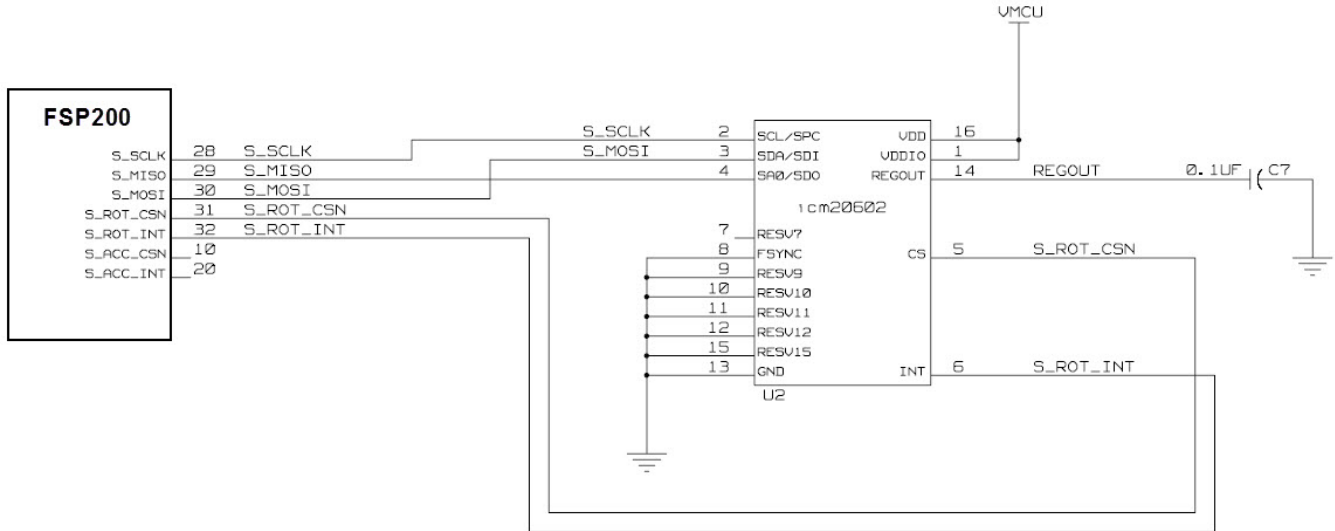 VMCU
FSP200
S_SCLK 28 S_SCLK
S_MISO 29 S_MISO
S_MOSI 30 S_MOSI
S_ROT_CSN 31 S_ROT_CSN
S_ROT_INT 32 S_ROT_INT
S_ACC_CSN 10
S_ACC_INT 20
S_SCLK 2 SCL/SPC VDD 16
S_MOSI 3 SDA/SDI VDDIO 1
4 SA0/SDO REGOUT 14 REGOUT 0.1UF C7
icm20602
7 RESV7
8 FSYNC CS 5 S_ROT_CSN
9 RESV9
10 RESV10
11 RESV11
12 RESV12
15 RESV15
13 GND INT 6 S_ROT_INT
U2